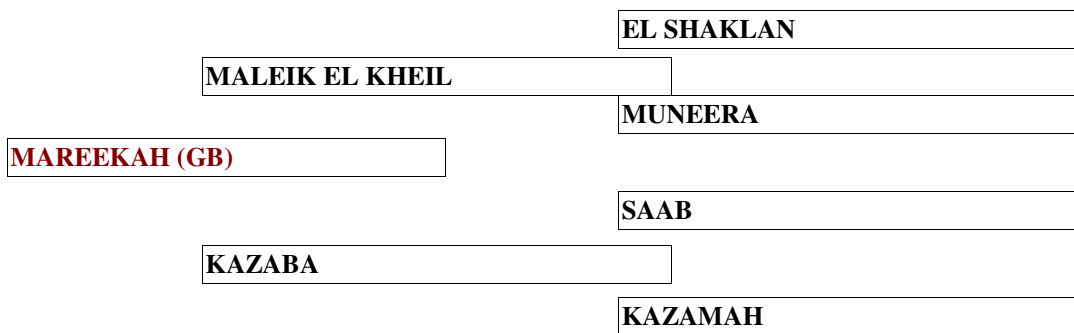 EL SHAKLAN
MALEIK EL KHEIL
MUNEERA
MAREEKAH (GB)
SAAB
KAZABA
KAZAMAH